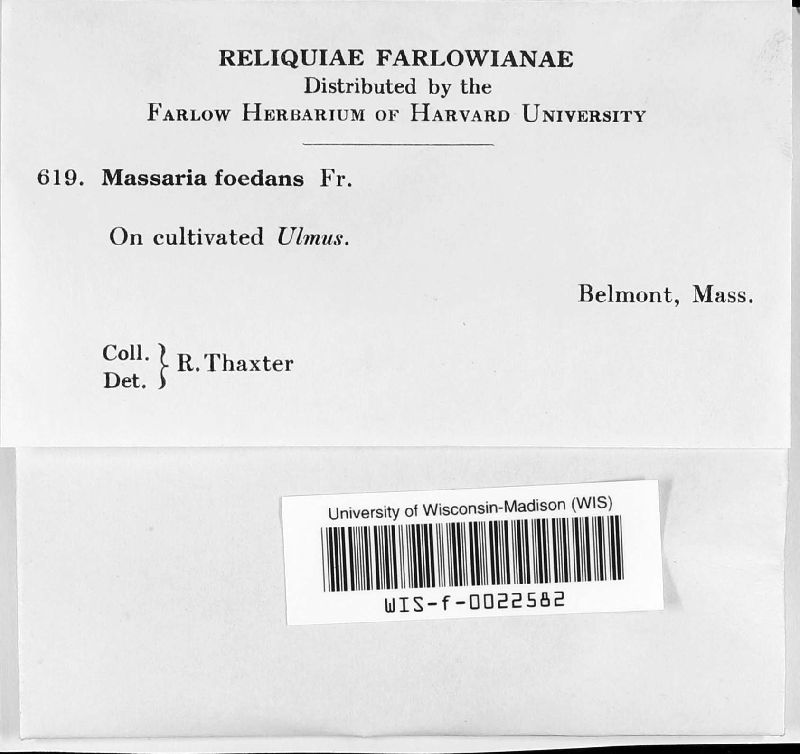 RELIQUIAE FARLOWIANAE
Distributed by the
FARLOW HERBARIUM OF HARVARD UNIVERSITY
619. Massaria foedans Fr.
On cultivated Ulmus.
Belmont, Mass.
Coll.
Det. } R. Thaxter
University of Wisconsin-Madison (WIS)
WIS-f-0022582